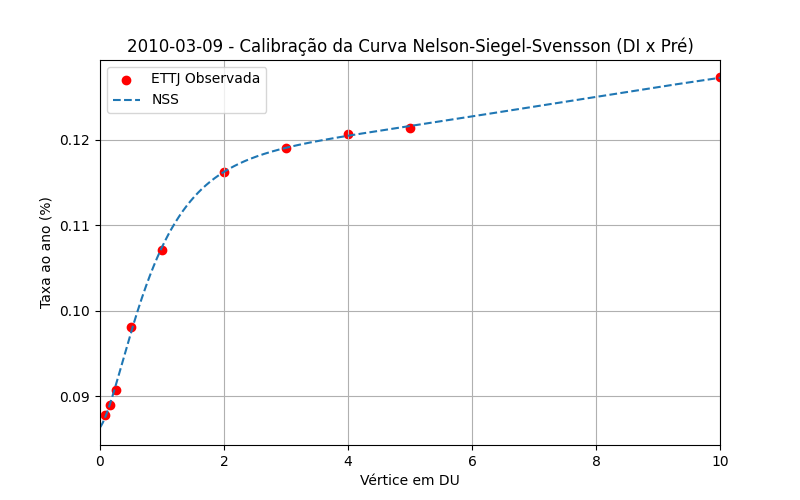 2010-03-09 - Calibração da Curva Nelson-Siegel-Svensson (DI x Pré)
ETTJ Observada
NSS
Taxa ao ano (%)
0.12
0.11
0.10
0.09
0 2 4 6 8 10
Vértice em DU